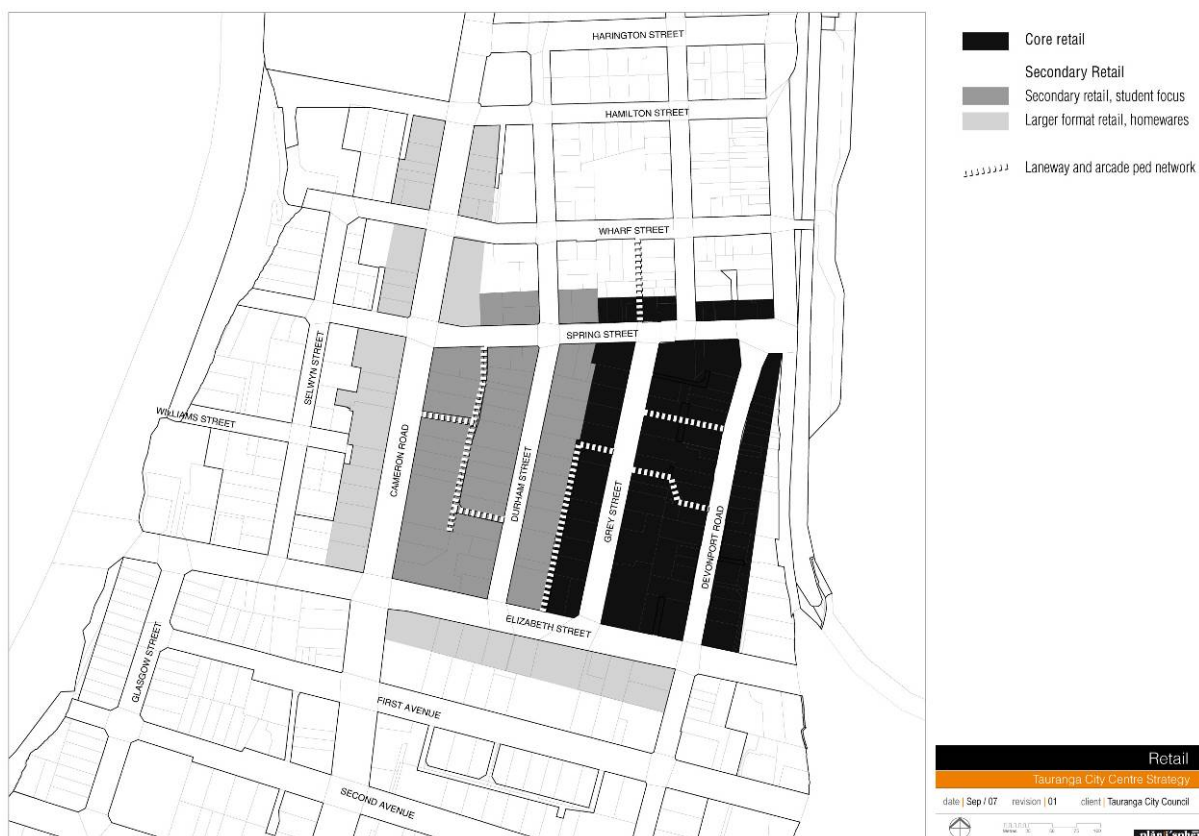 HARINGTON STREET
HAMILTON STREET
WHARF STREET
SPRING STREET
SELWYN STREET
WILLIAMS STREET
CAMERON ROAD
DURHAM STREET
GREY STREET
DEVONPORT ROAD
ELIZABETH STREET
GLASGOW STREET
FIRST AVENUE
SECOND AVENUE
Core retail
Secondary Retail
Secondary retail, student focus
Larger format retail, homewares
Laneway and arcade ped network
Retail
Tauranga City Centre Strategy
date | Sep / 07 revision | 01 client | Tauranga City Council